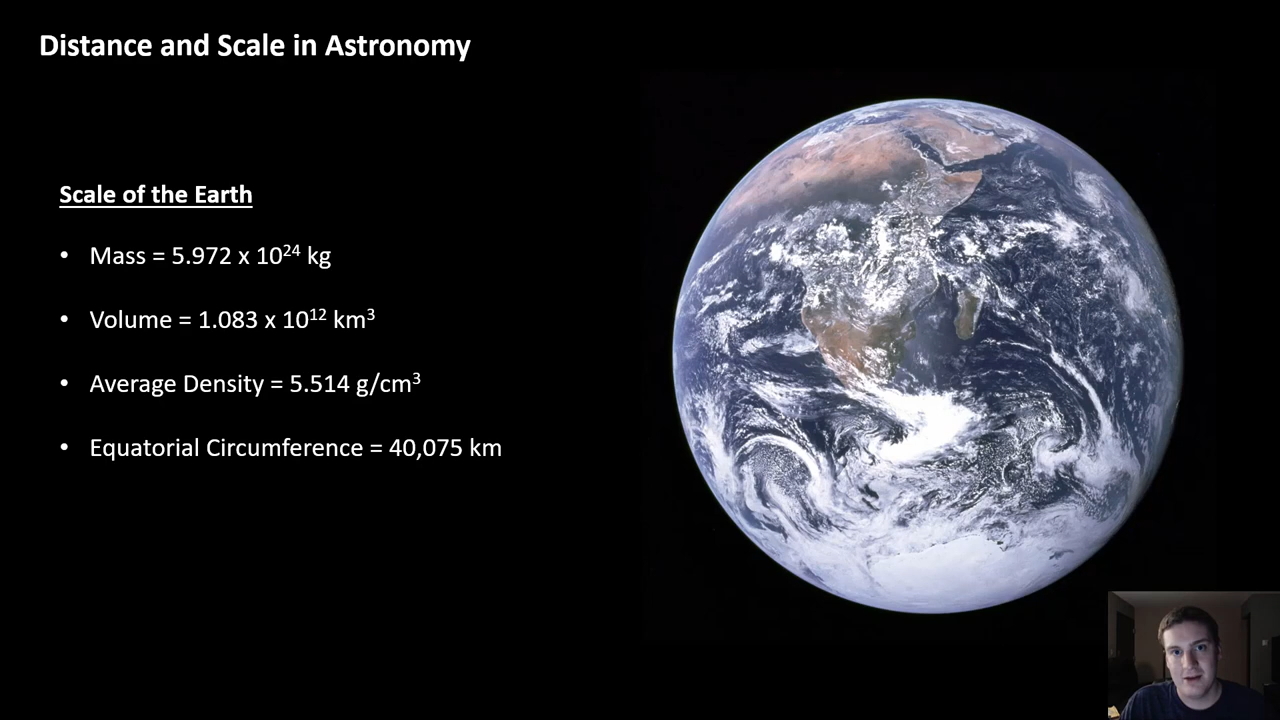 Distance and Scale in Astronomy
Scale of the Earth
• Mass = 5.972 x 10²⁴ kg
• Volume = 1.083 x 10¹² km³
• Average Density = 5.514 g/cm³
• Equatorial Circumference = 40,075 km